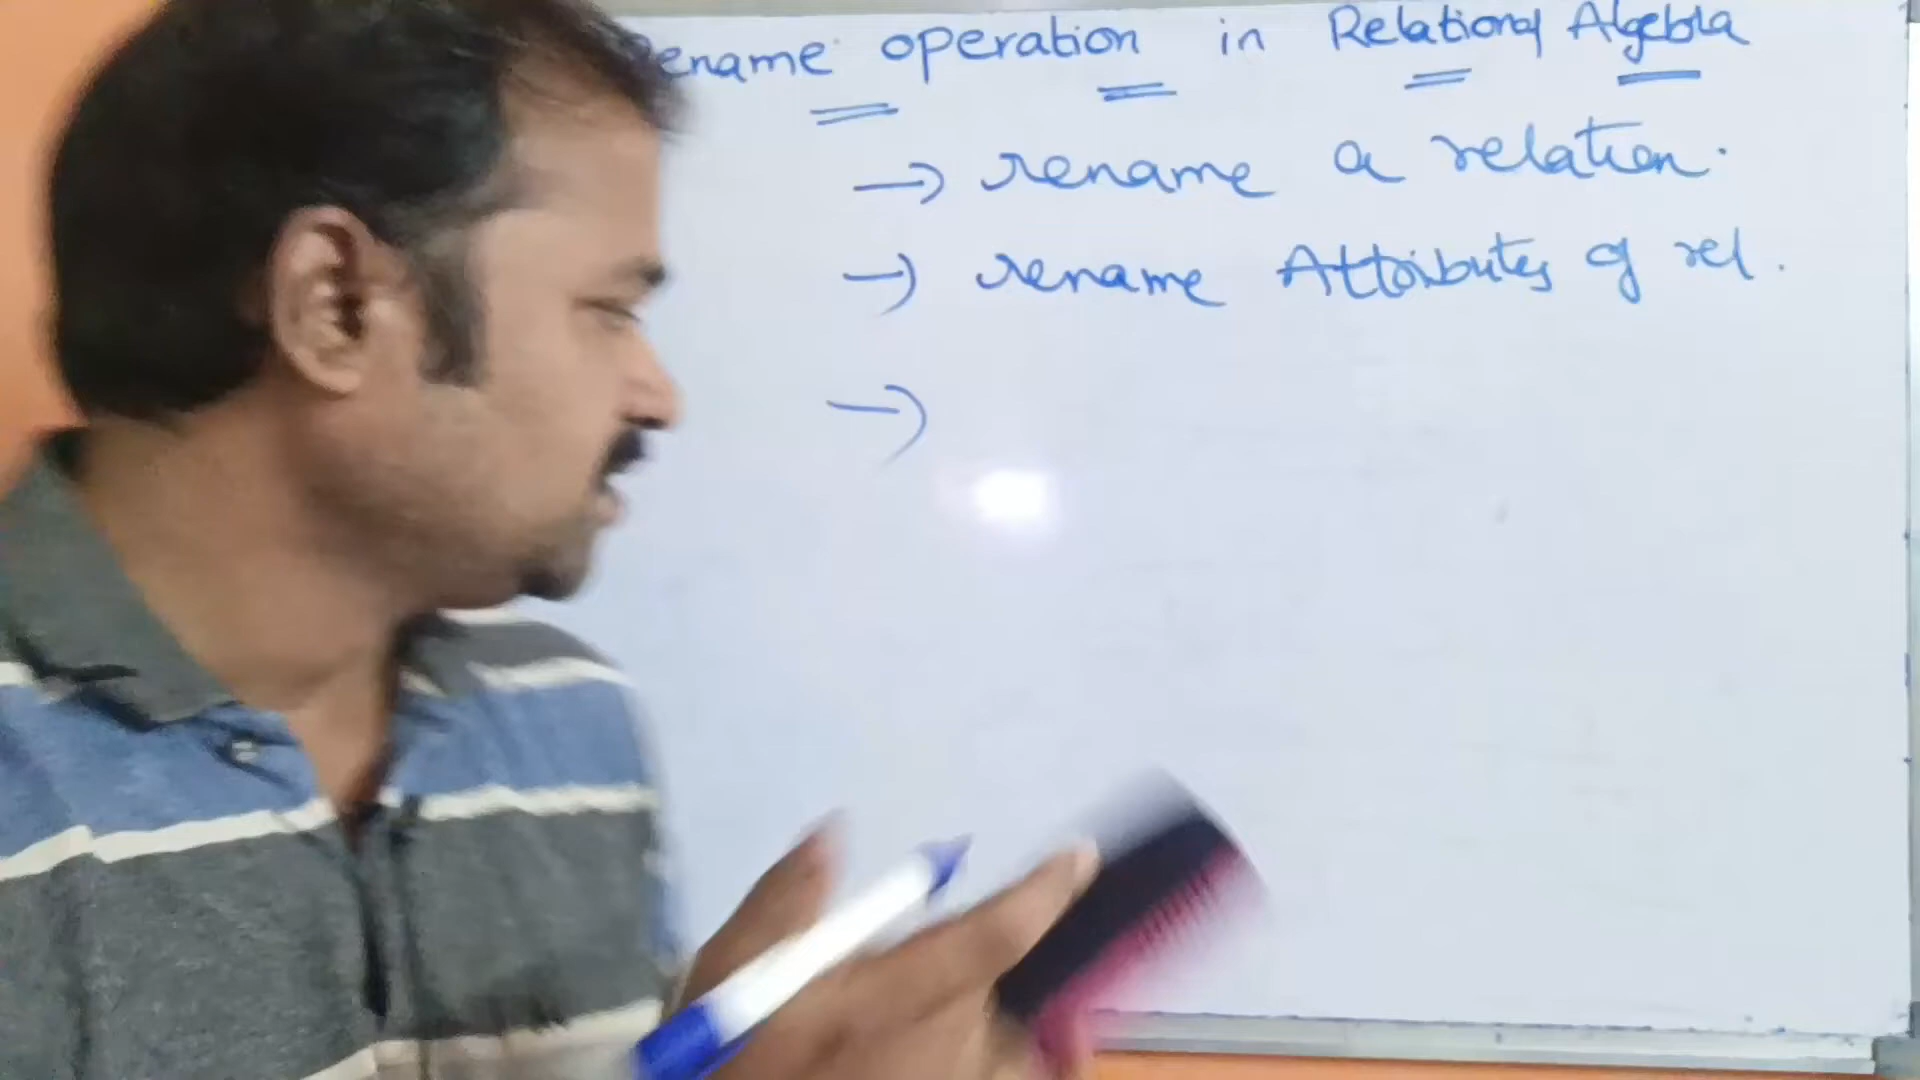 ename operation in Relational Algebra
→ rename a relation.
→ rename Attributes of rel.
→